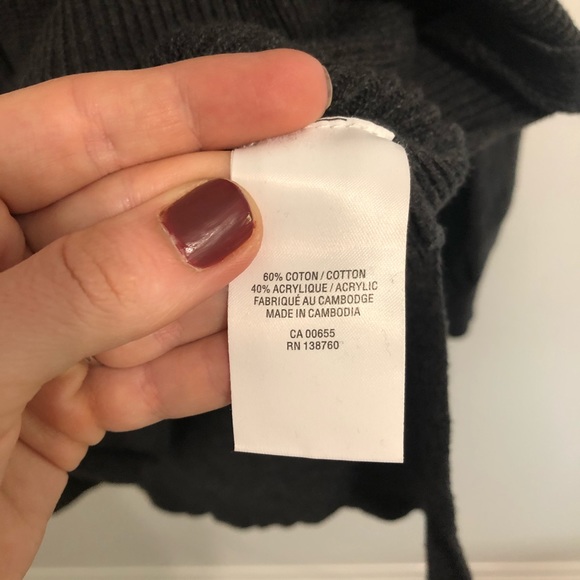 60% COTON / COTTON
40% ACRYLIQUE / ACRYLIC
FABRIQUÉ AU CAMBODGE
MADE IN CAMBODIA
CA 00655
RN 138760